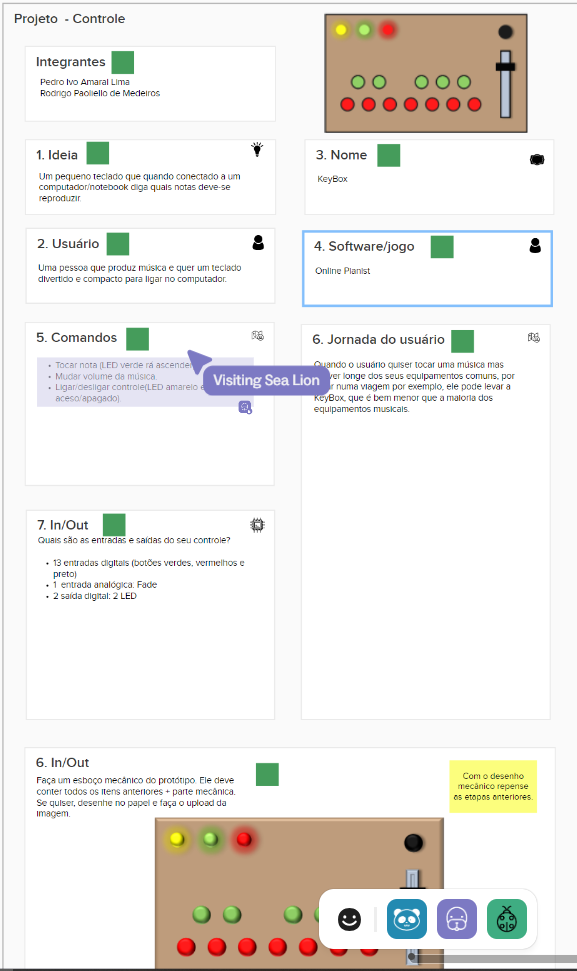 Projeto - Controle
Integrantes
Pedro Ivo Amaral Lima
Rodrigo Paoliello de Medeiros
1. Ideia
Um pequeno teclado que quando conectado a um
computador/notebook diga quais notas deve-se
reproduzir.
3. Nome
KeyBox
2. Usuário
Uma pessoa que produz música e quer um teclado
divertido e compacto para ligar no computador.
4. Software/jogo
Online Pianist
5. Comandos
Tocar nota (LED verde rá ascender
Mudar volume da música.
Ligar/desligar controle(LED amarelo e
aceso/apagado).
Visiting Sea Lion
6. Jornada do usuário
Quando o usuário quiser tocar uma música mas
ver longe dos seus equipamentos comuns, por
r numa viagem por exemplo, ele pode levar a
KeyBox, que é bem menor que a maioria dos
equipamentos musicais.
7. In/Out
Quais são as entradas e saídas do seu controle?
13 entradas digitais (botões verdes, vermelhos e
preto)
1 entrada analógica: Fade
2 saída digital: 2 LED
6. In/Out
Faça um esboço mecânico do protótipo. Ele deve
conter todos os itens anteriores + parte mecânica.
Se quiser, desenhe no papel e faça o upload da
imagem.
Com o desenho
mecânico repense
as etapas anteriores.